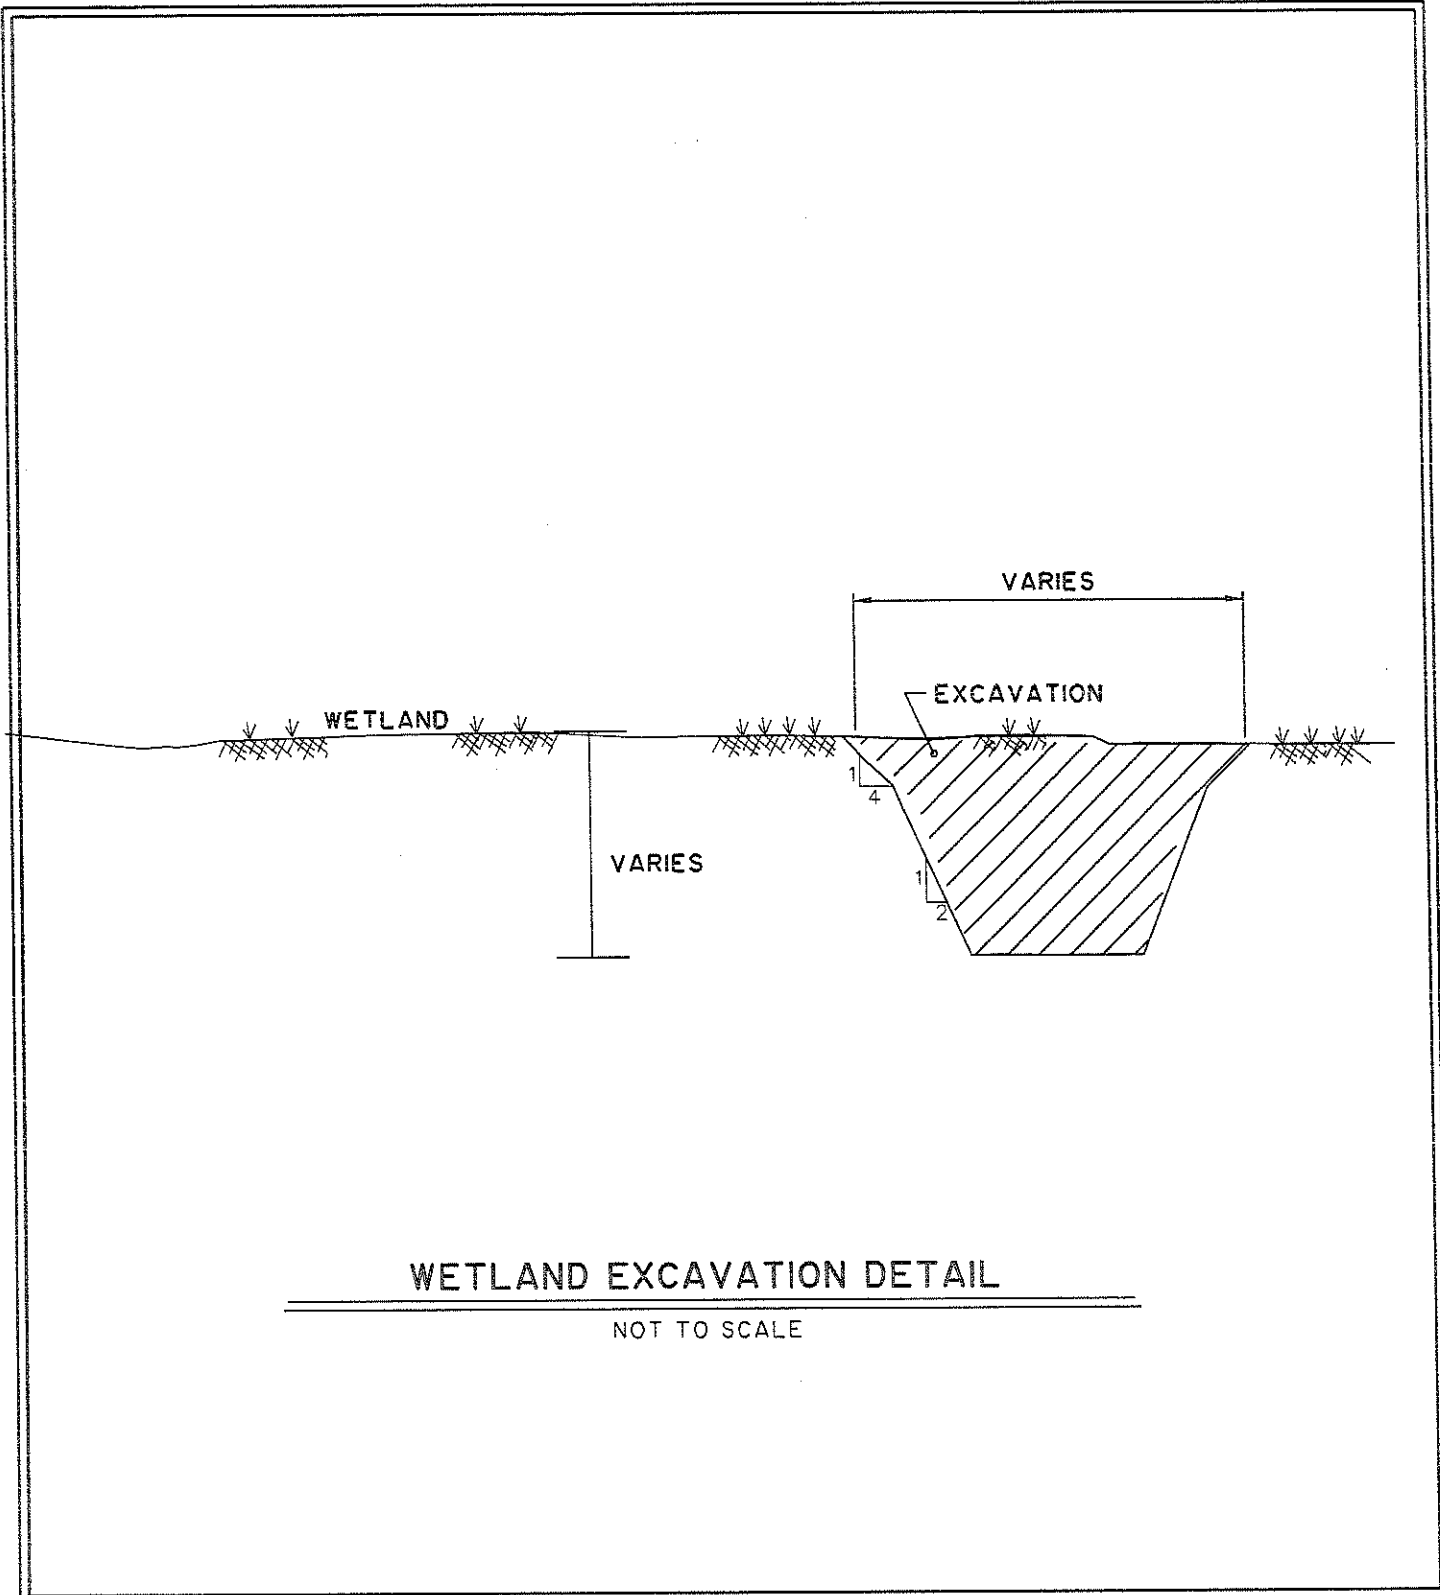 VARIES
EXCAVATION
WETLAND
1
4
VARIES
1
2
WETLAND EXCAVATION DETAIL
NOT TO SCALE